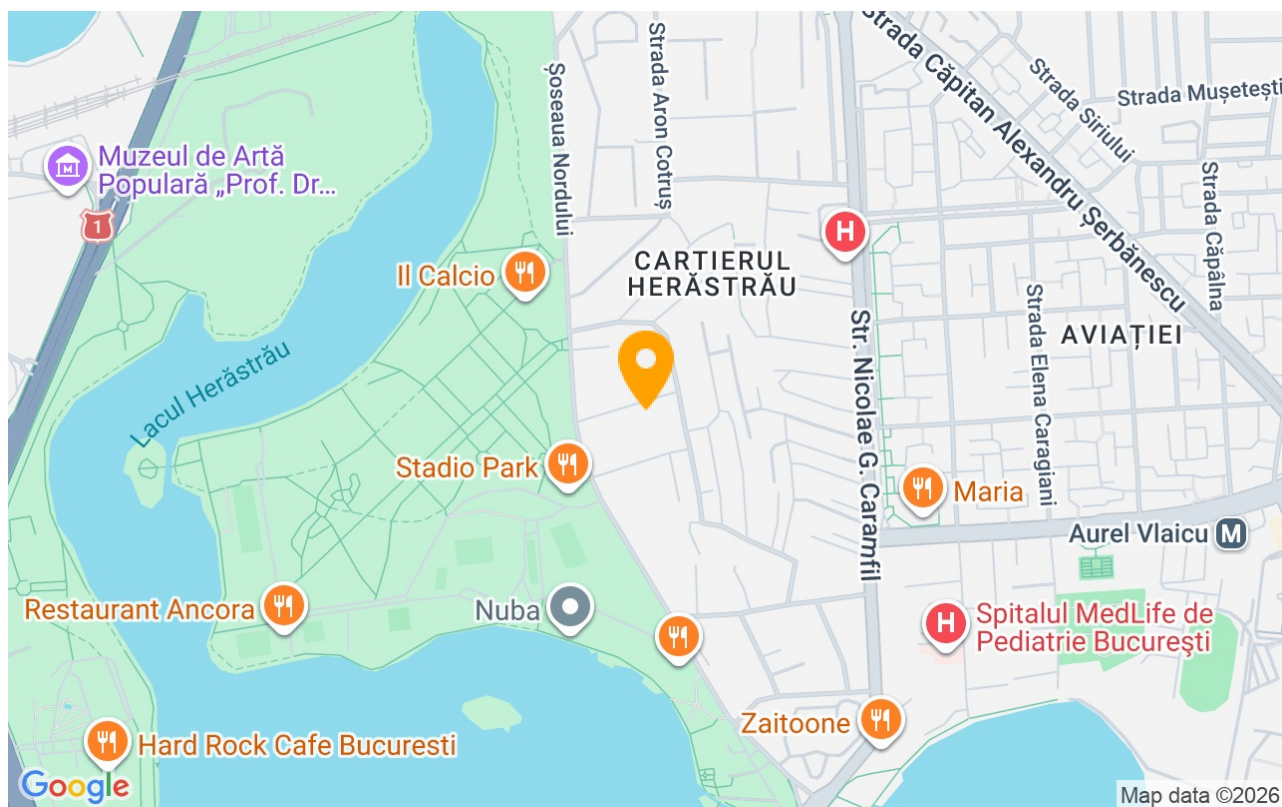 Strada Căpitan Alexandru Șerbănescu
Strada Aron Cotruș
Șoseaua Nordului
Strada Siriului
Strada Mușetești
Strada Căpâlna
Muzeul de Artă
Populară „Prof. Dr...
1
H
Il Calcio
CARTIERUL
HERĂSTRĂU
Strada Elena Caragiani
AVIAȚIEI
Lacul Herăstrău
Str. Nicolae G. Caramfil
Stadio Park
Maria
Aurel Vlaicu M
Restaurant Ancora
Nuba
H
Spitalul MedLife de
Pediatrie București
Zaitoone
Hard Rock Cafe Bucuresti
Google
Map data ©2026